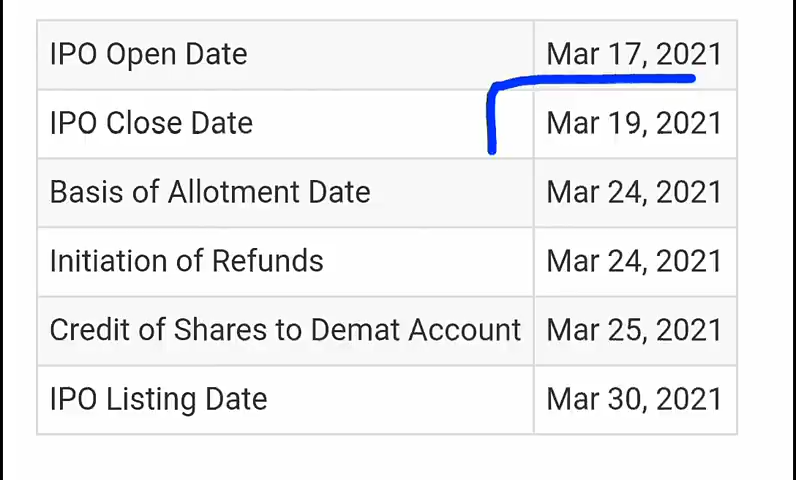 IPO Open Date Mar 17, 2021
IPO Close Date Mar 19, 2021
Basis of Allotment Date Mar 24, 2021
Initiation of Refunds Mar 24, 2021
Credit of Shares to Demat Account Mar 25, 2021
IPO Listing Date Mar 30, 2021